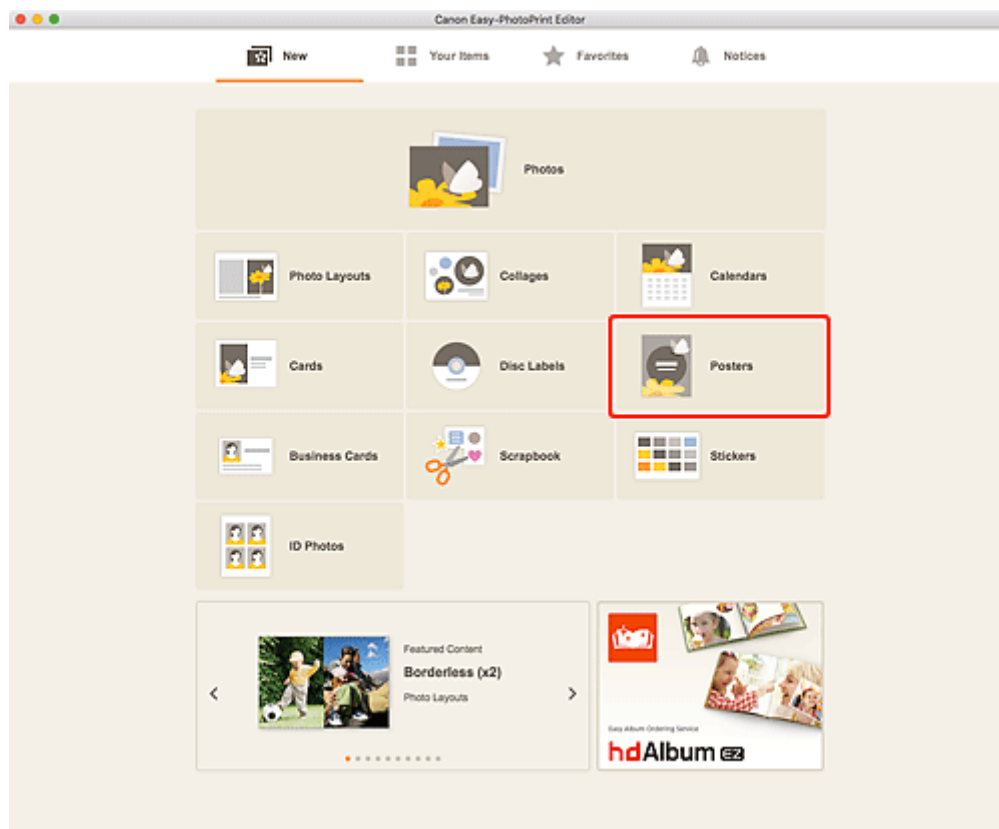 Canon Easy-PhotoPrint Editor
New
Your Items
Favorites
Notices
Photos
Photo Layouts
Collages
Calendars
Cards
Disc Labels
Posters
Business Cards
Scrapbook
Stickers
ID Photos
Featured Content
Borderless (x2)
Photo Layouts
Easy Album Ordering Service
hdAlbum EZ